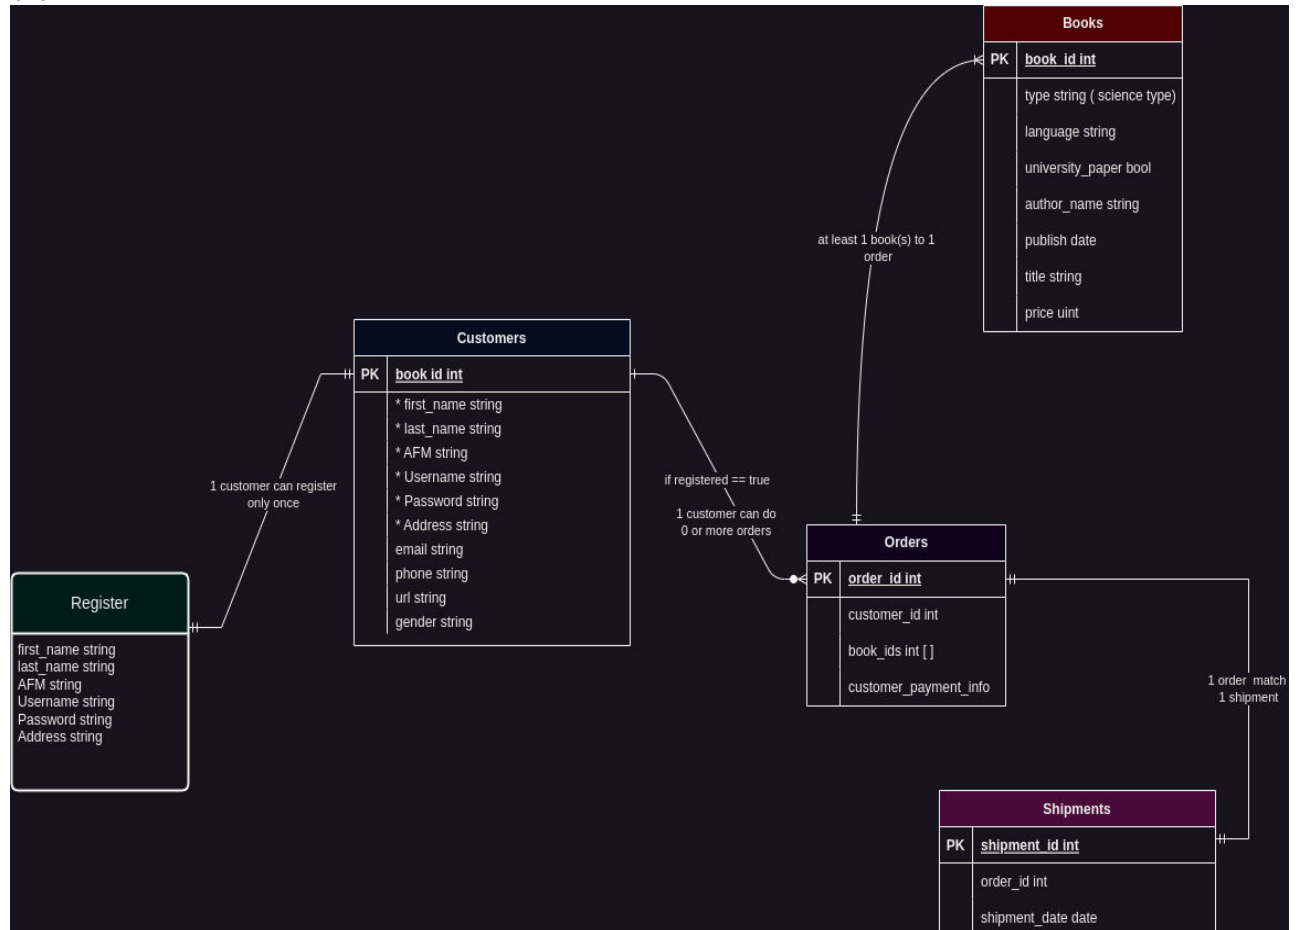 Books
PK book_id int
type string ( science type)
language string
university_paper bool
author_name string
publish date
title string
price uint
at least 1 book(s) to 1
order
Customers
PK book id int
* first_name string
* last_name string
* AFM string
* Username string
* Password string
* Address string
email string
phone string
url string
gender string
1 customer can register
only once
if registered == true
1 customer can do
0 or more orders
Register
first_name string
last_name string
AFM string
Username string
Password string
Address string
Orders
PK order_id int
customer_id int
book_ids int [ ]
customer_payment_info
1 order match
1 shipment
Shipments
PK shipment_id int
order_id int
shipment_date date